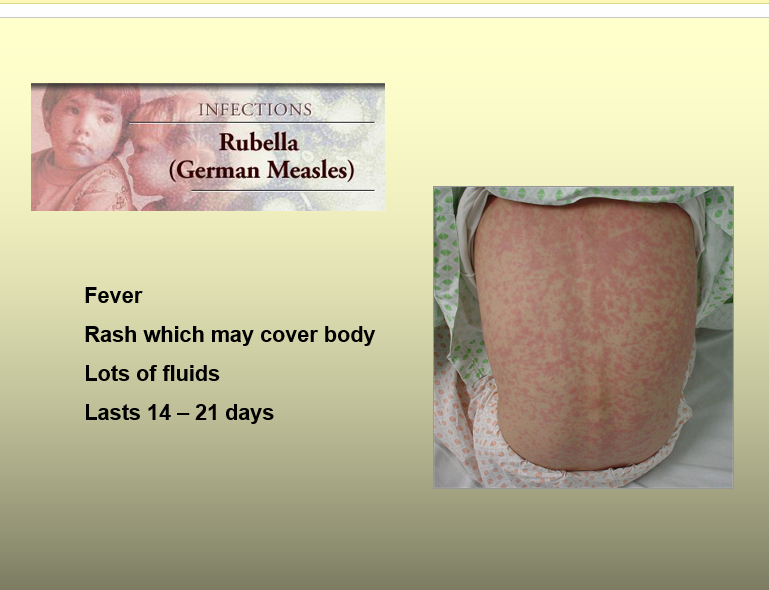 INFECTIONS
Rubella
(German Measles)
Fever
Rash which may cover body
Lots of fluids
Lasts 14 – 21 days